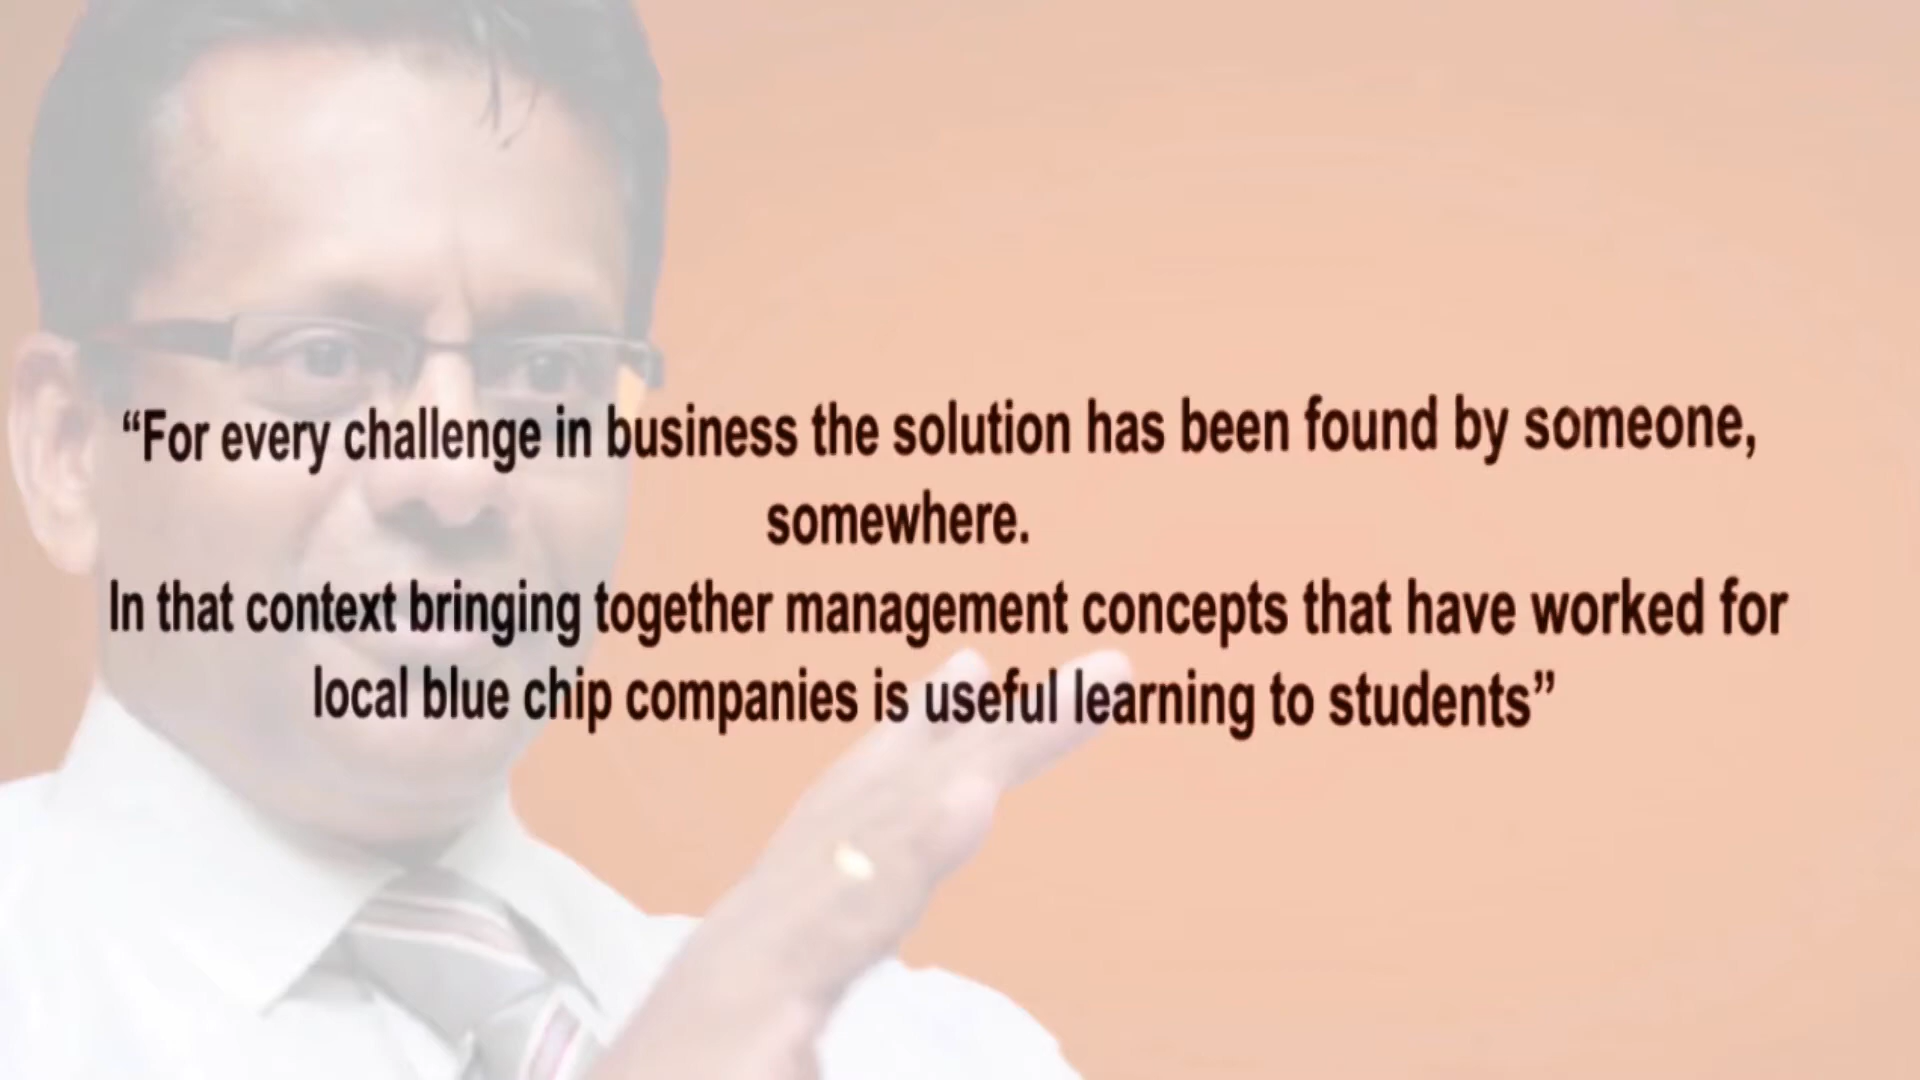 “For every challenge in business the solution has been found by someone,
somewhere.
In that context bringing together management concepts that have worked for
local blue chip companies is useful learning to students”